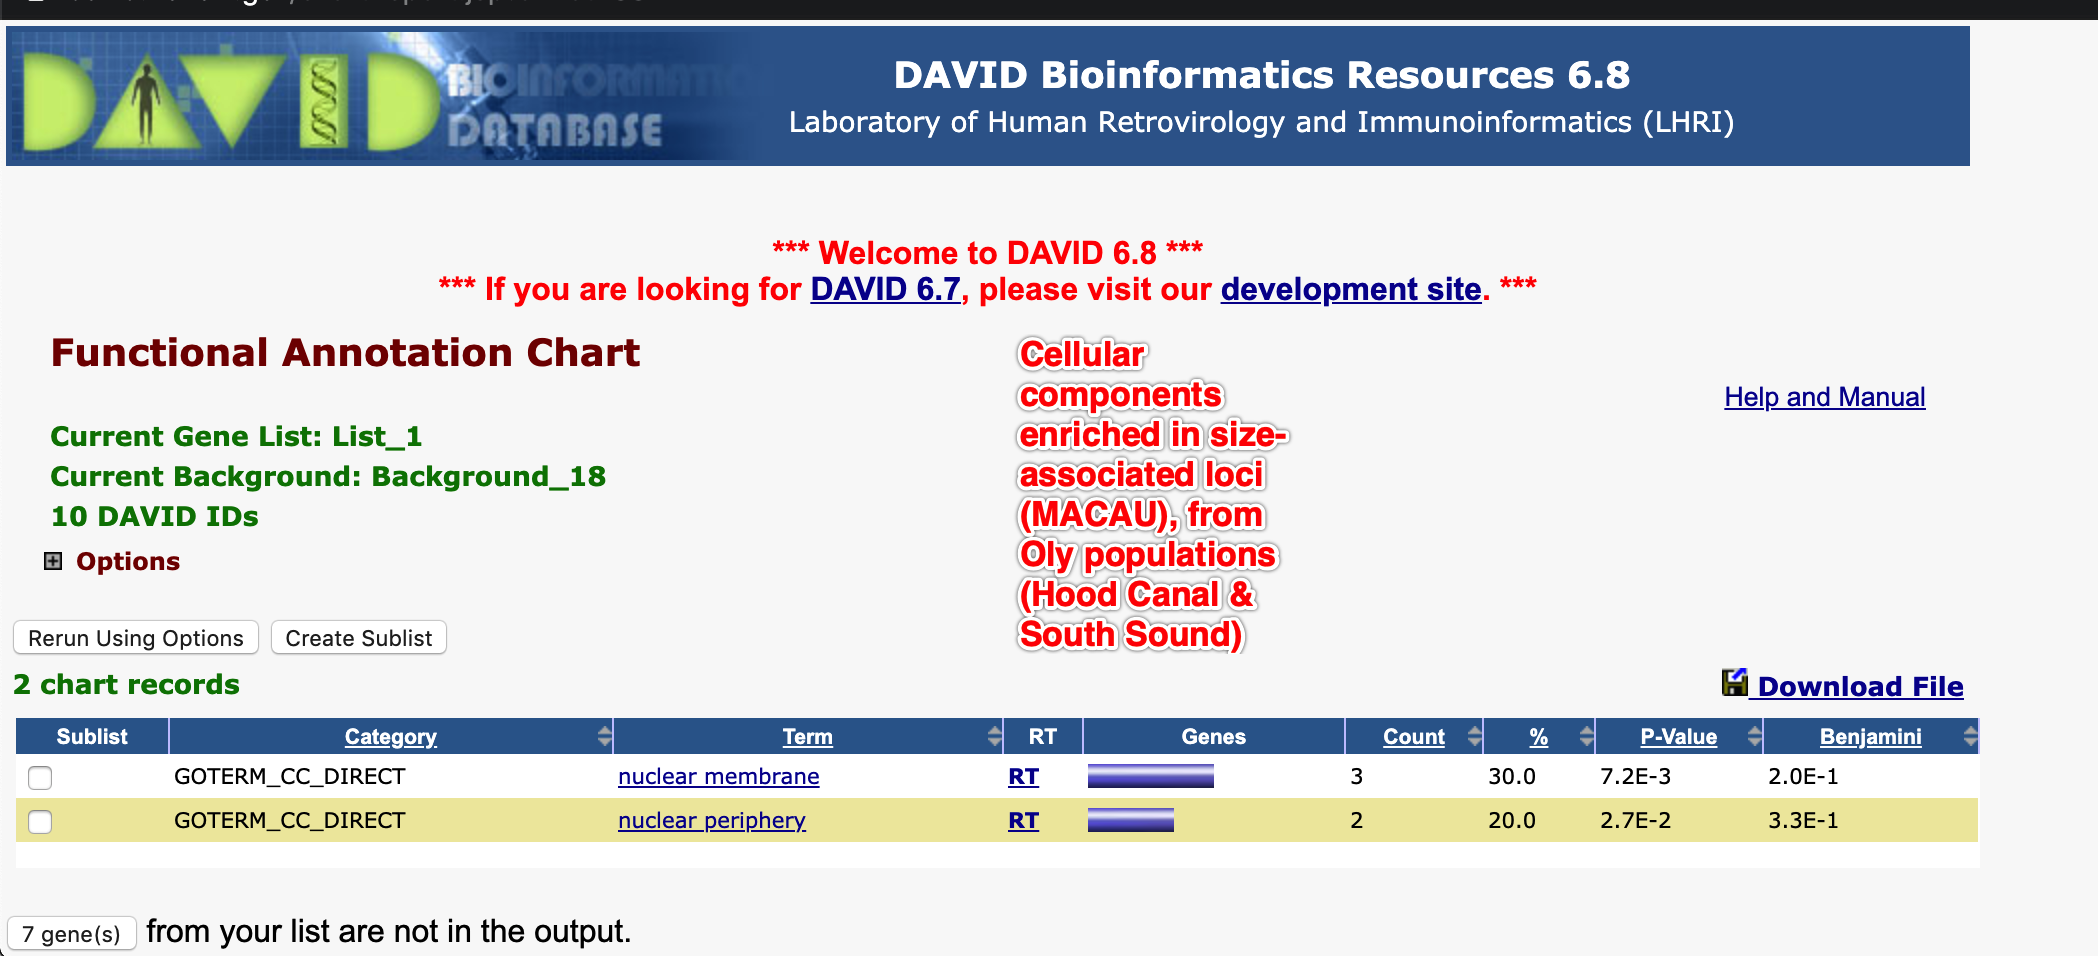 DAVID BIOINFORMATIC
DATABASE
DAVID Bioinformatics Resources 6.8
Laboratory of Human Retrovirology and Immunoinformatics (LHRI)
*** Welcome to DAVID 6.8 ***
*** If you are looking for DAVID 6.7, please visit our development site. ***
Functional Annotation Chart
Cellular
components
enriched in size-
associated loci
(MACAU), from
Oly populations
(Hood Canal &
South Sound)
Help and Manual
Current Gene List: List_1
Current Background: Background_18
10 DAVID IDs
Options
Rerun Using Options Create Sublist
2 chart records
Download File
Sublist Category Term RT Genes Count % P-Value Benjamini
GOTERM_CC_DIRECT nuclear membrane RT 3 30.0 7.2E-3 2.0E-1
GOTERM_CC_DIRECT nuclear periphery RT 2 20.0 2.7E-2 3.3E-1
7 gene(s) from your list are not in the output.